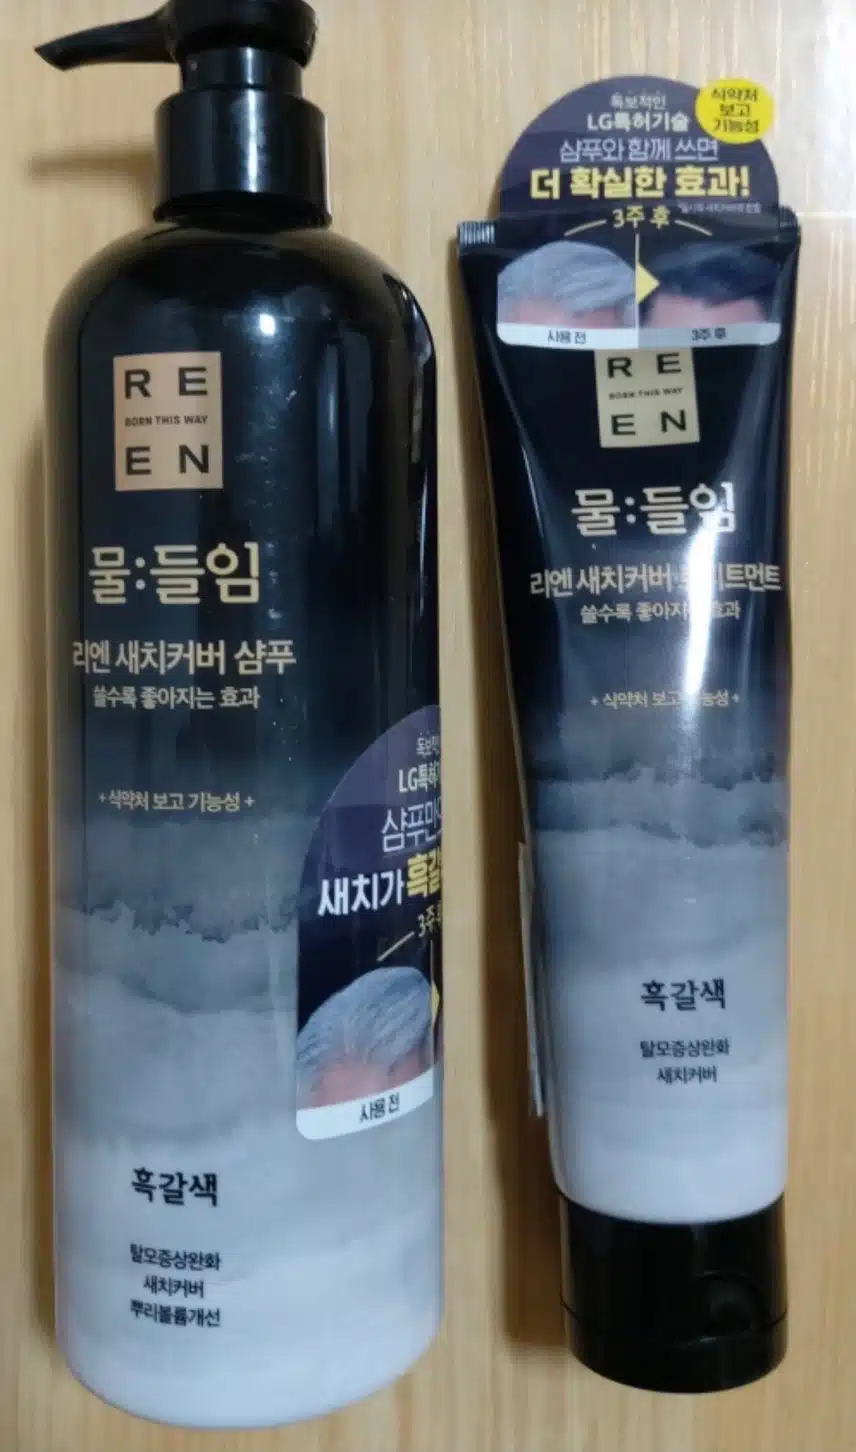 RE
BORN THIS WAY
EN
물:들임
리엔 새치커버 샴푸
쓸수록 좋아지는 효과
+ 식약처 보고 기능성 +
LG특허
샴푸만
새치가 흑갈
3주
사용 전
흑갈색
탈모증상완화
새치커버
뿌리볼륨개선
독보적인
LG특허기술
샴푸와 함께 쓰면
더 확실한 효과!
식약처
보고
기능성
3주 후
사용 전
3주 후
RE
BORN THIS WAY
EN
물:들임
리엔 새치커버 트리트먼트
쓸수록 좋아지는 효과
+ 식약처 보고 기능성 +
흑갈색
탈모증상완화
새치커버